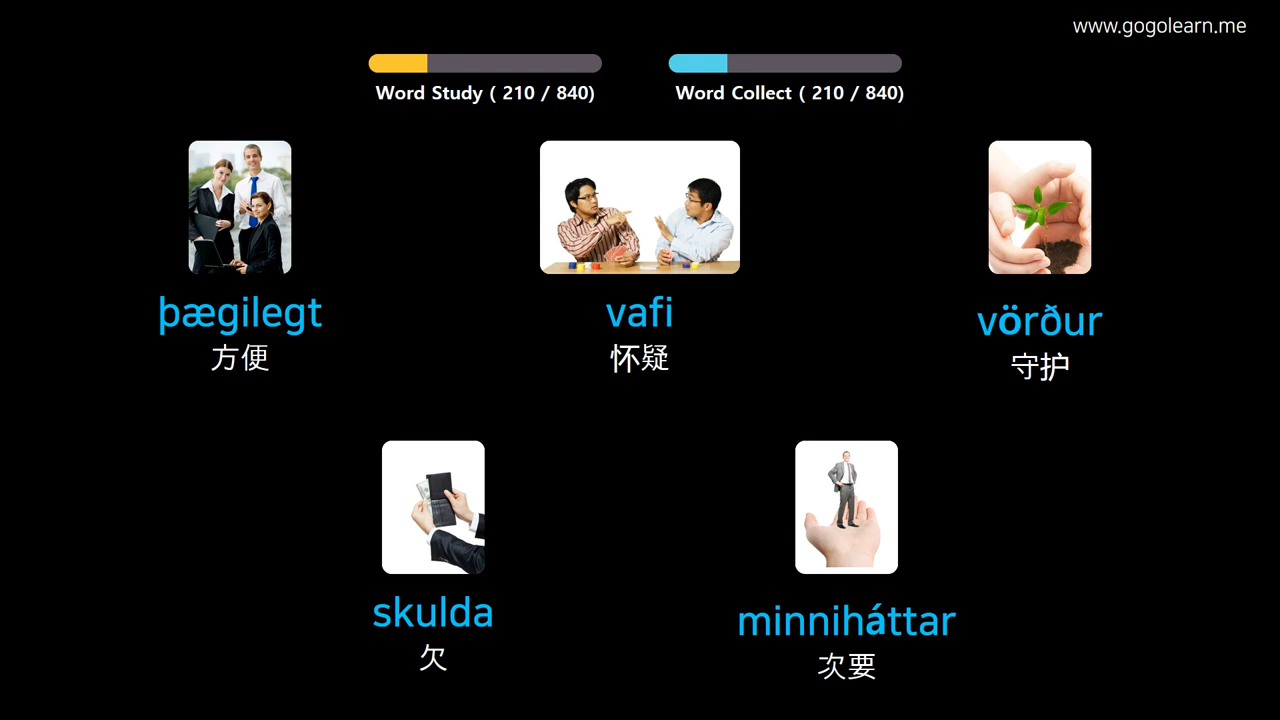 www.gogolearn.me
Word Study ( 210 / 840)
Word Collect ( 210 / 840)
þægilegt
方便
vafi
怀疑
vörður
守护
skulda
欠
minniháttar
次要